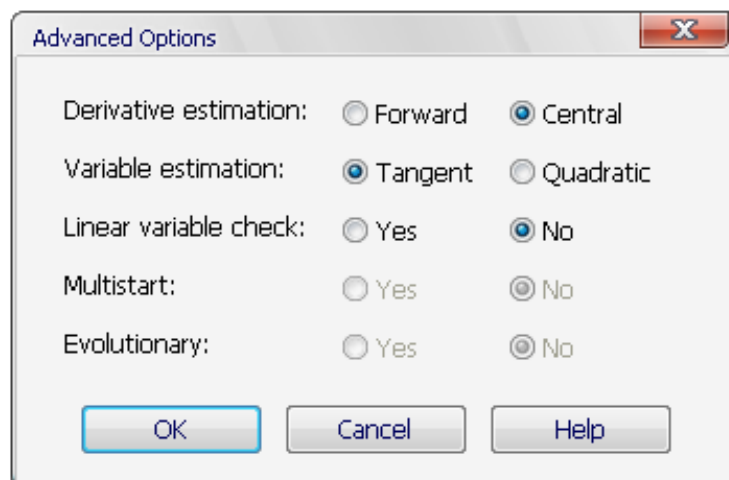 Advanced Options
Derivative estimation: Forward Central
Variable estimation: Tangent Quadratic
Linear variable check: Yes No
Multistart: Yes No
Evolutionary: Yes No
OK Cancel Help